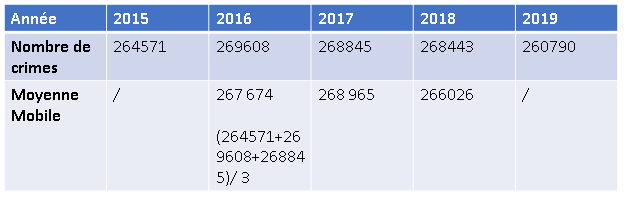 Année 2015 2016 2017 2018 2019
Nombre de 264571 269608 268845 268443 260790
crimes
Moyenne / 267 674 268 965 266026 /
Mobile
(264571+26
9608+26884
5)/ 3